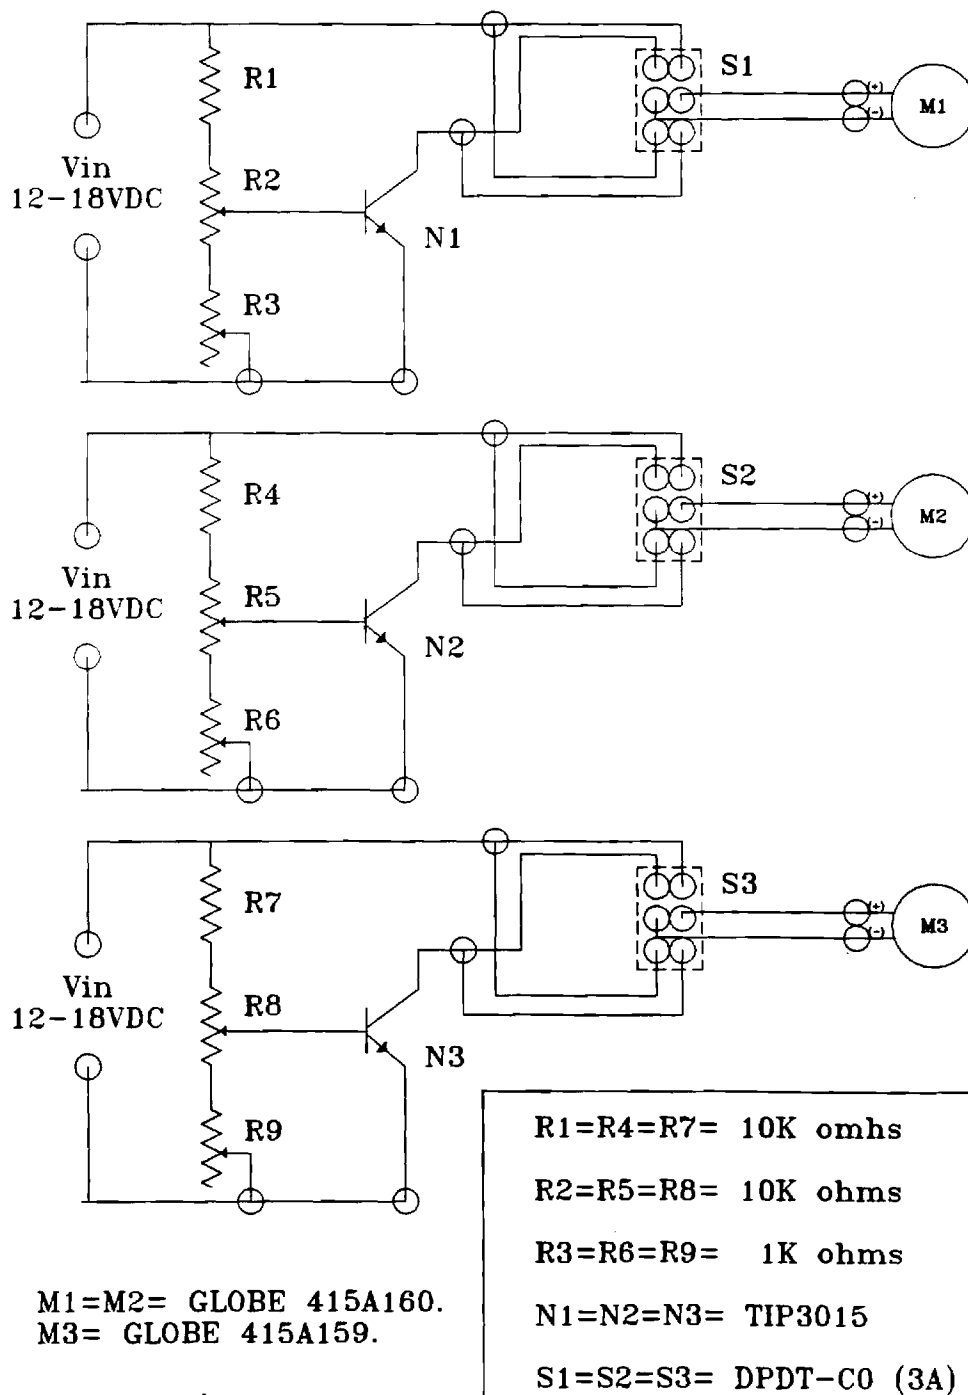 R1
S1
(+)
M1
(-)
Vin
12-18VDC
R2
N1
R3
R4
S2
(+)
M2
(-)
Vin
12-18VDC
R5
N2
R6
R7
S3
(+)
M3
(-)
Vin
12-18VDC
R8
N3
R9
R1=R4=R7= 10K omhs
R2=R5=R8= 10K ohms
R3=R6=R9= 1K ohms
N1=N2=N3= TIP3015
S1=S2=S3= DPDT-C0 (3A)
M1=M2= GLOBE 415A160.
M3= GLOBE 415A159.